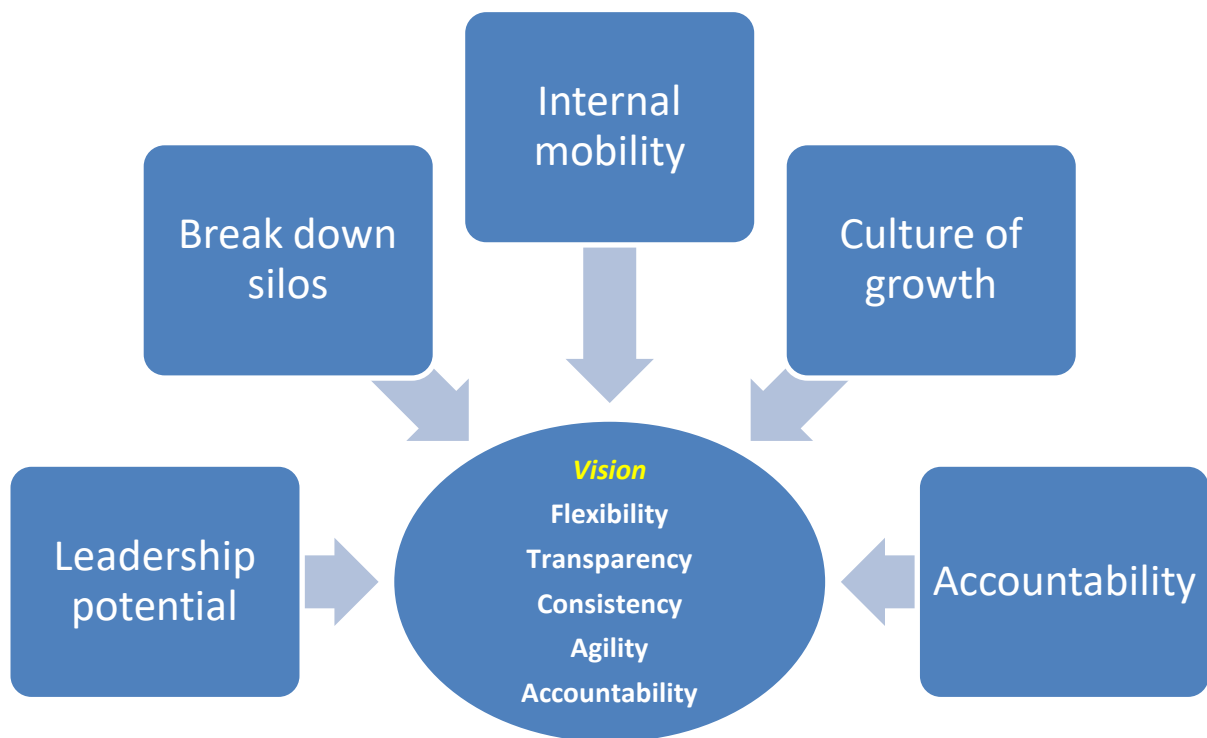 Internal
mobility
Break down
silos
Culture of
growth
Leadership
potential
Vision
Flexibility
Transparency
Consistency
Agility
Accountability
Accountability